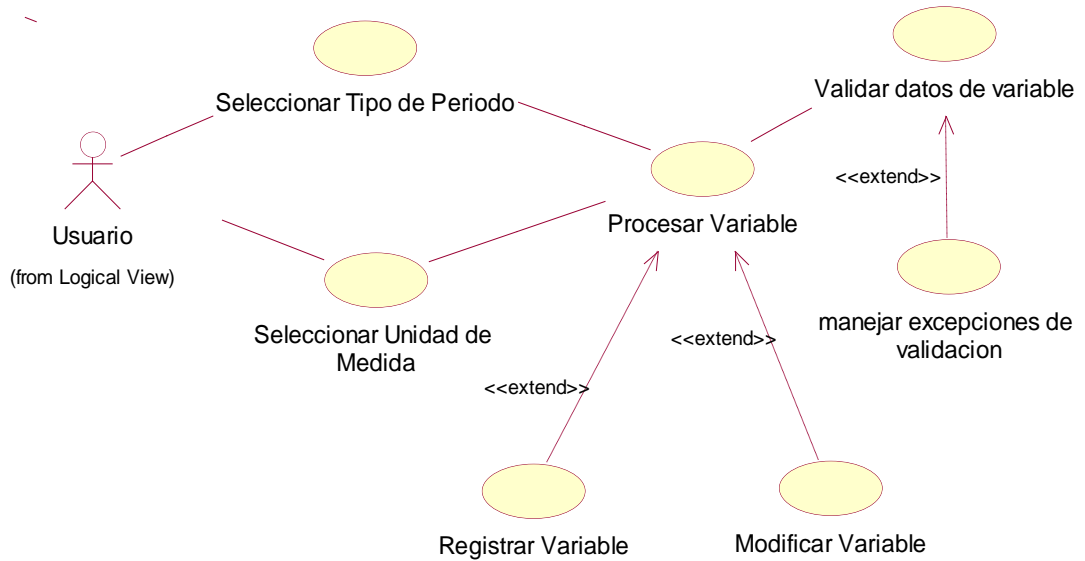 Seleccionar Tipo de Periodo
Validar datos de variable
<<extend>>
Usuario
(from Logical View)
Procesar Variable
Seleccionar Unidad de
Medida
manejar excepciones de
validacion
<<extend>>
<<extend>>
Registrar Variable
Modificar Variable